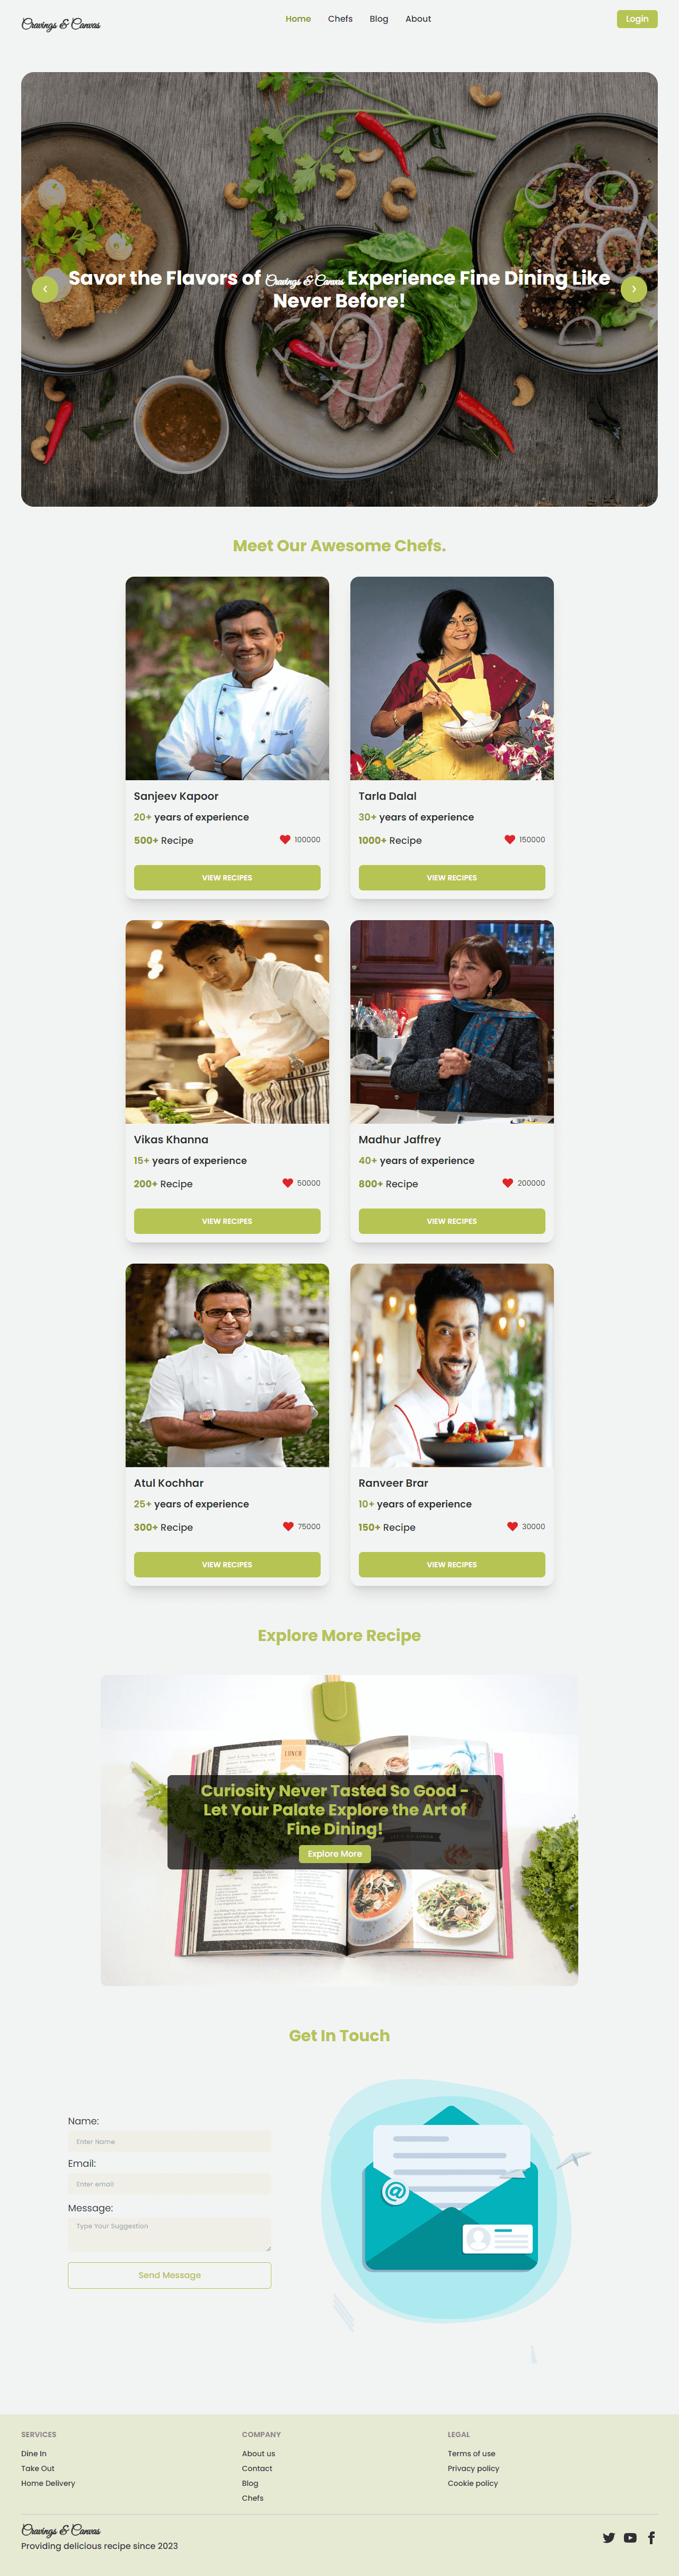 Cravings & Canvas
Home Chefs Blog About
Login
Savor the Flavors of Cravings & Canvas Experience Fine Dining Like
Never Before!
Meet Our Awesome Chefs.
Sanjeev Kapoor
20+ years of experience
500+ Recipe 100000
VIEW RECIPES
Tarla Dalal
30+ years of experience
1000+ Recipe 150000
VIEW RECIPES
Vikas Khanna
15+ years of experience
200+ Recipe 50000
VIEW RECIPES
Madhur Jaffrey
40+ years of experience
800+ Recipe 200000
VIEW RECIPES
Atul Kochhar
25+ years of experience
300+ Recipe 75000
VIEW RECIPES
Ranveer Brar
10+ years of experience
150+ Recipe 30000
VIEW RECIPES
Explore More Recipe
LUNCH
Curiosity Never Tasted So Good -
Let Your Palate Explore the Art of
Fine Dining!
Explore More
Get In Touch
Name:
Enter Name
Email:
Enter email
Message:
Type Your Suggestion
Send Message
@
SERVICES
Dine In
Take Out
Home Delivery
COMPANY
About us
Contact
Blog
Chefs
LEGAL
Terms of use
Privacy policy
Cookie policy
Cravings & Canvas
Providing delicious recipe since 2023